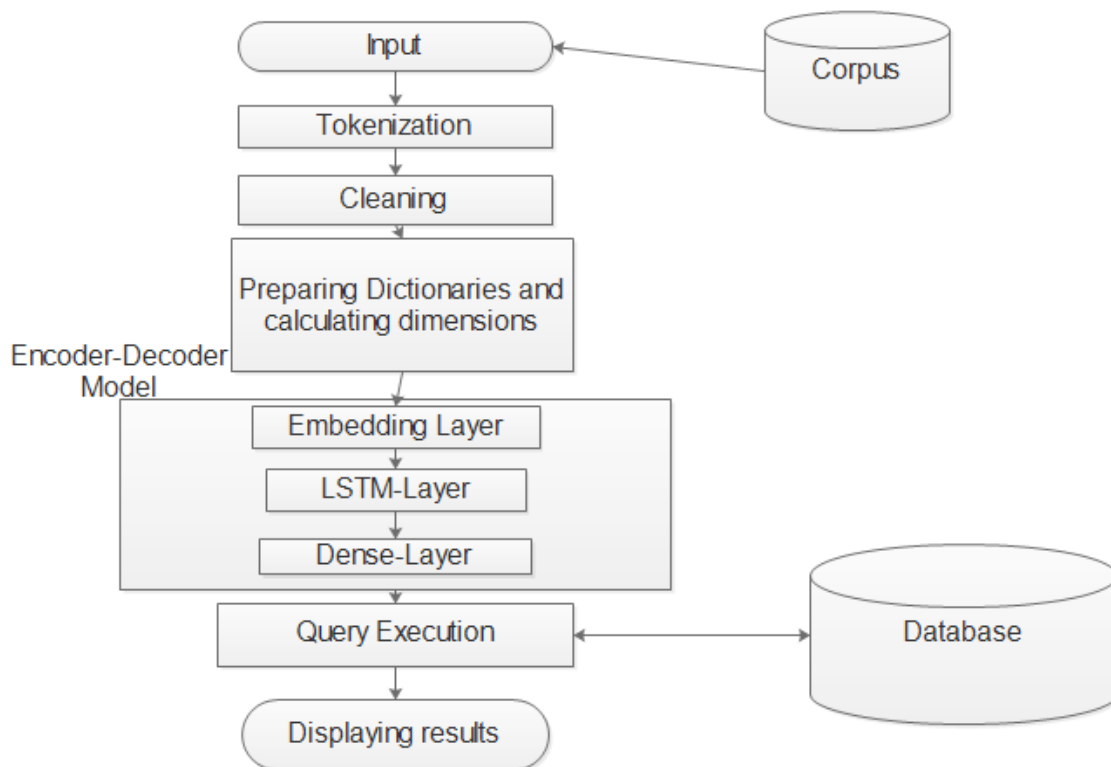 Input
Corpus
Tokenization
Cleaning
Preparing Dictionaries and
calculating dimensions
Encoder-Decoder
Model
Embedding Layer
LSTM-Layer
Dense-Layer
Query Execution
Database
Displaying results